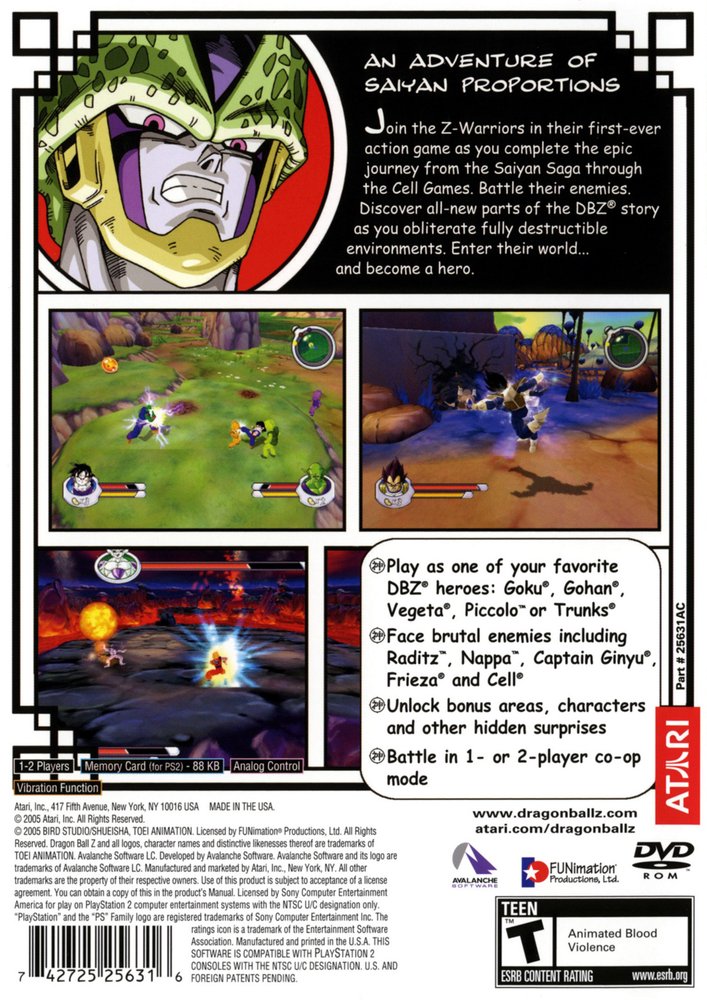 AN ADVENTURE OF
SAIYAN PROPORTIONS
Join the Z-Warriors in their first-ever
action game as you complete the epic
journey from the Saiyan Saga through
the Cell Games. Battle their enemies.
Discover all-new parts of the DBZ® story
as you obliterate fully destructible
environments. Enter their world...
and become a hero.
Play as one of your favorite
DBZ® heroes: Goku®, Gohan®,
Vegeta®, Piccolo™ or Trunks®
Face brutal enemies including
Raditz™, Nappa™, Captain Ginyu®,
Frieza® and Cell®
Unlock bonus areas, characters
and other hidden surprises
Battle in 1- or 2-player co-op
mode
Part # 25631AC
ATARI
1-2 Players
Memory Card (for PS2) - 88 KB
Analog Control
Vibration Function
www.dragonballz.com
atari.com/dragonballz
Atari, Inc., 417 Fifth Avenue, New York, NY 10016 USA MADE IN THE USA.
© 2005 Atari, Inc. All Rights Reserved.
© 2005 BIRD STUDIO/SHUEISHA, TOEI ANIMATION. Licensed by FUNimation® Productions, Ltd. All Rights
Reserved. Dragon Ball Z and all logos, character names and distinctive likenesses thereof are trademarks of
TOEI ANIMATION. Avalanche Software LC. Developed by Avalanche Software. Avalanche Software and its logo are
trademarks of Avalanche Software LC. Manufactured and marketed by Atari, Inc., New York, NY. All other
trademarks are the property of their respective owners. Use of this product is subject to acceptance of a license
agreement. You can obtain a copy of this in the product's Manual. Licensed by Sony Computer Entertainment
America for play on PlayStation 2 computer entertainment systems with the NTSC U/C designation only.
"PlayStation" and the "PS" Family logo are registered trademarks of Sony Computer Entertainment Inc. The
ratings icon is a trademark of the Entertainment Software
Association. Manufactured and printed in the U.S.A. THIS
SOFTWARE IS COMPATIBLE WITH PLAYSTATION 2
CONSOLES WITH THE NTSC U/C DESIGNATION. U.S. AND
FOREIGN PATENTS PENDING.
7 42725 25631 6
AVALANCHE
SOFTWARE
FUNimation®
Productions, Ltd.
DVD
ROM
TEEN
T
Animated Blood
Violence
ESRB CONTENT RATING www.esrb.org